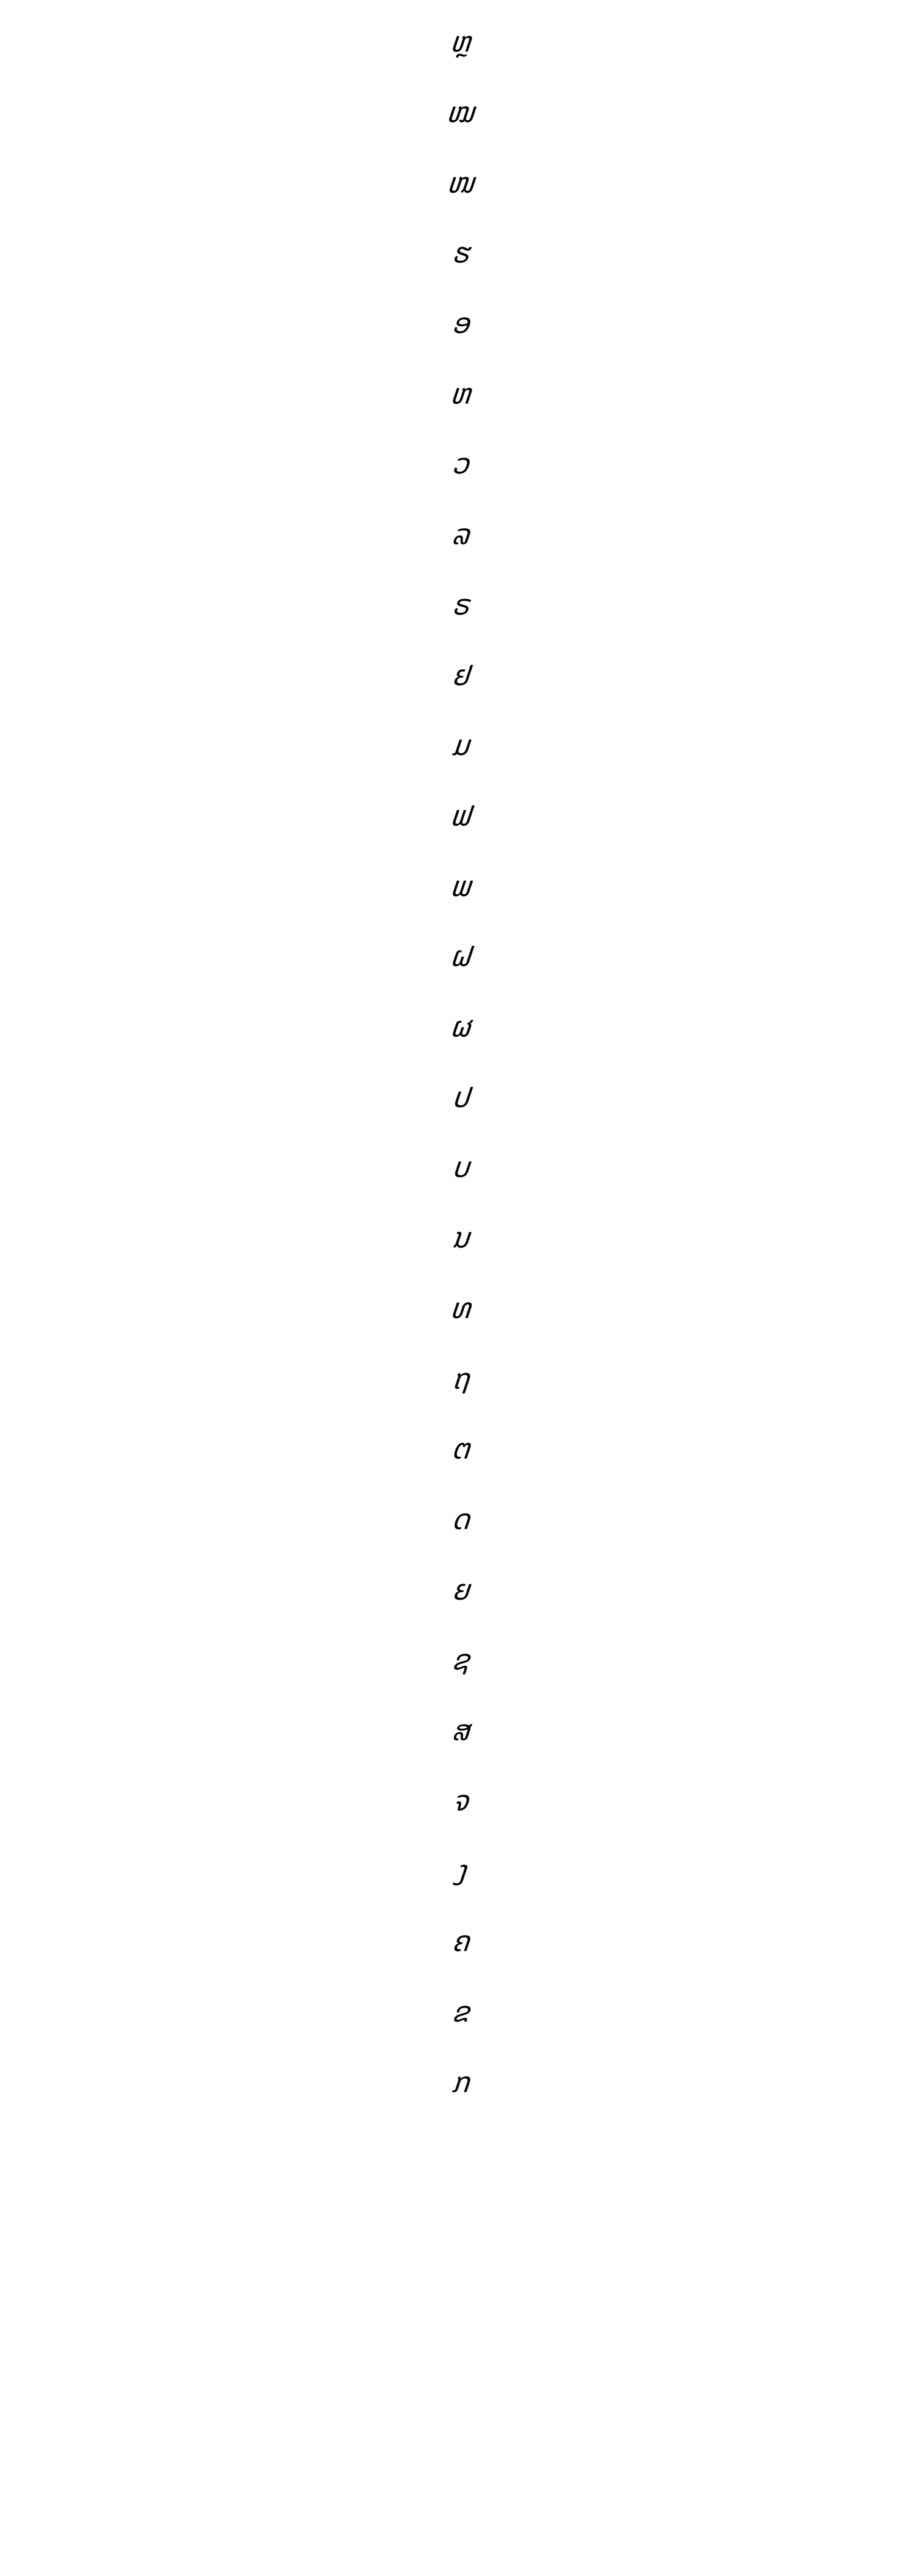 ຫຼ
ໝ
ໜ
ຮ
ອ
ຫ
ວ
ລ
ຣ
ຢ
ມ
ຟ
ພ
ຝ
ຜ
ປ
ບ
ນ
ທ
ຖ
ຕ
ດ
ຍ
ຊ
ສ
ຈ
ງ
ຄ
ຂ
ກ